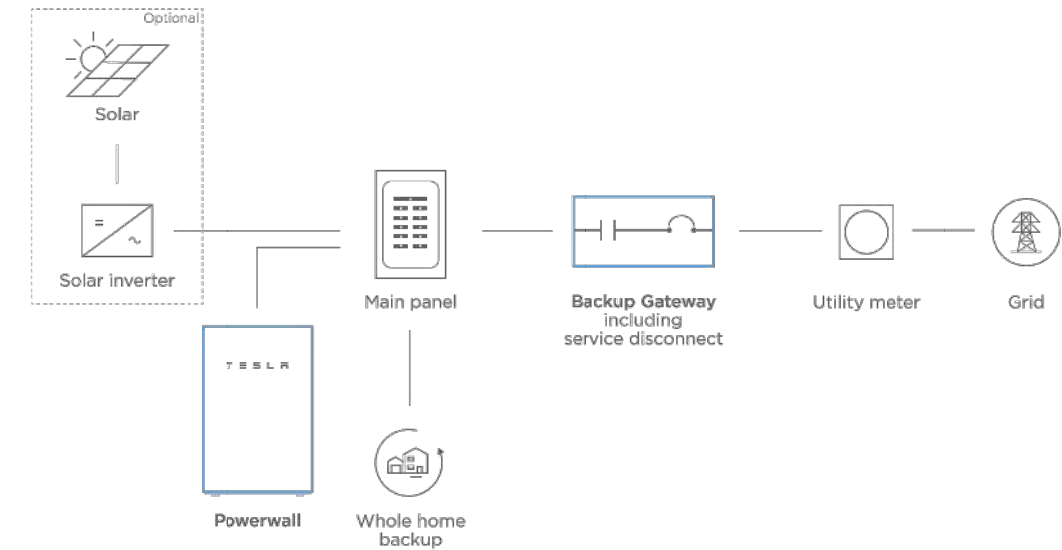 Optional
Solar
Solar inverter
Main panel
Backup Gateway
including
service disconnect
Utility meter
Grid
TESLA
Powerwall
Whole home
backup